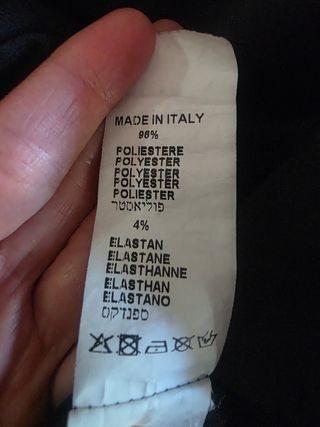 MADE IN ITALY
96%
POLIESTERE
POLYESTER
POLYESTER
POLYESTER
POLIESTER
פוליאסטר
4%
ELASTAN
ELASTANE
ELASTHANNE
ELASTHAN
ELASTANO
ספנדקס